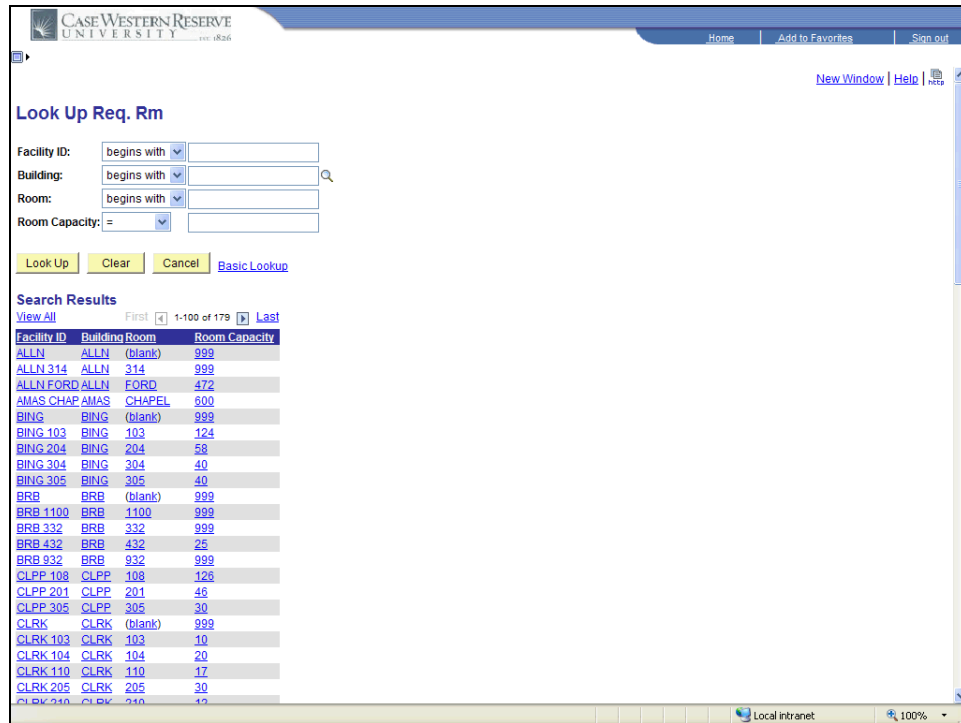 CASE WESTERN RESERVE
UNIVERSITY EST 1826
Home Add to Favorites Sign out
New Window | Help | http
Look Up Req. Rm
Facility ID: begins with
Building: begins with
Room: begins with
Room Capacity: =
Look Up Clear Cancel Basic Lookup
Search Results
View All First 1-100 of 179 Last
Facility ID Building Room Room Capacity
ALLN ALLN (blank) 999
ALLN 314 ALLN 314 999
ALLN FORD ALLN FORD 472
AMAS CHAP AMAS CHAPEL 600
BING BING (blank) 999
BING 103 BING 103 124
BING 204 BING 204 58
BING 304 BING 304 40
BING 305 BING 305 40
BRB BRB (blank) 999
BRB 1100 BRB 1100 999
BRB 332 BRB 332 999
BRB 432 BRB 432 25
BRB 932 BRB 932 999
CLPP 108 CLPP 108 126
CLPP 201 CLPP 201 46
CLPP 305 CLPP 305 30
CLRK CLRK (blank) 999
CLRK 103 CLRK 103 10
CLRK 104 CLRK 104 20
CLRK 110 CLRK 110 17
CLRK 205 CLRK 205 30
CLRK 210 CLRK 210 12
Local intranet 100%